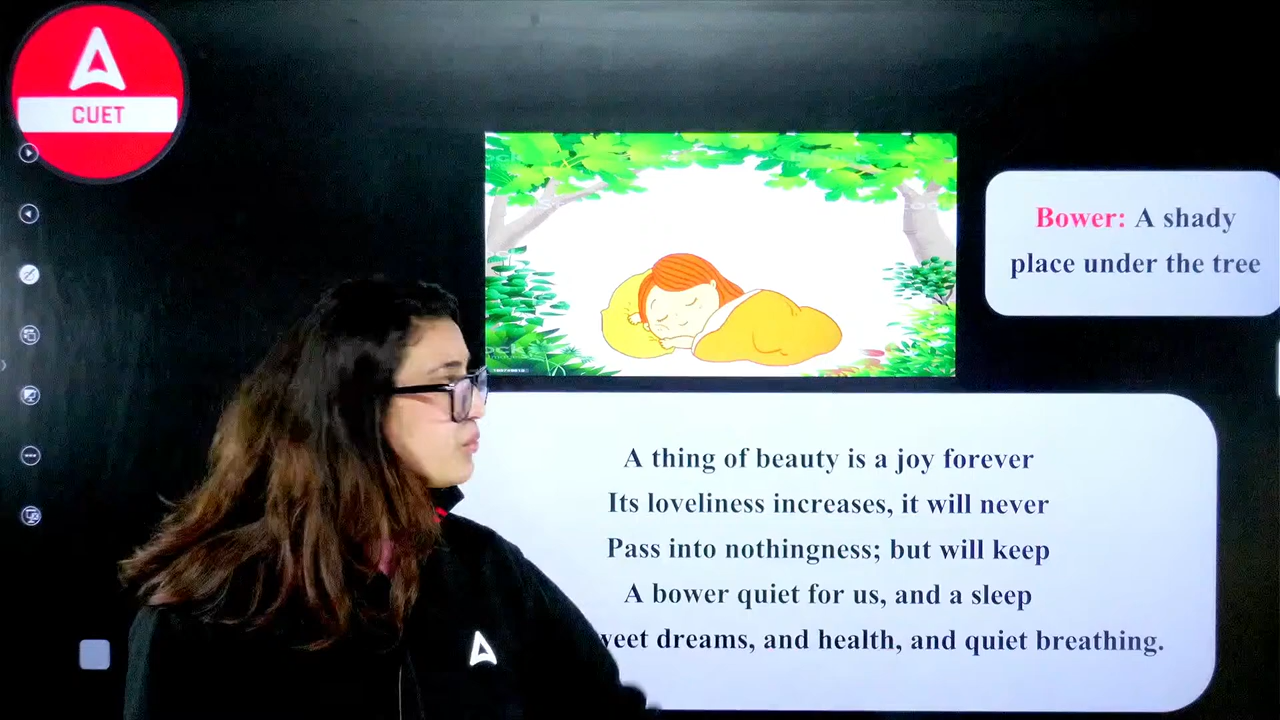 CUET
Bower: A shady
place under the tree
A thing of beauty is a joy forever
Its loveliness increases, it will never
Pass into nothingness; but will keep
A bower quiet for us, and a sleep
dreams, and health, and quiet breathing.